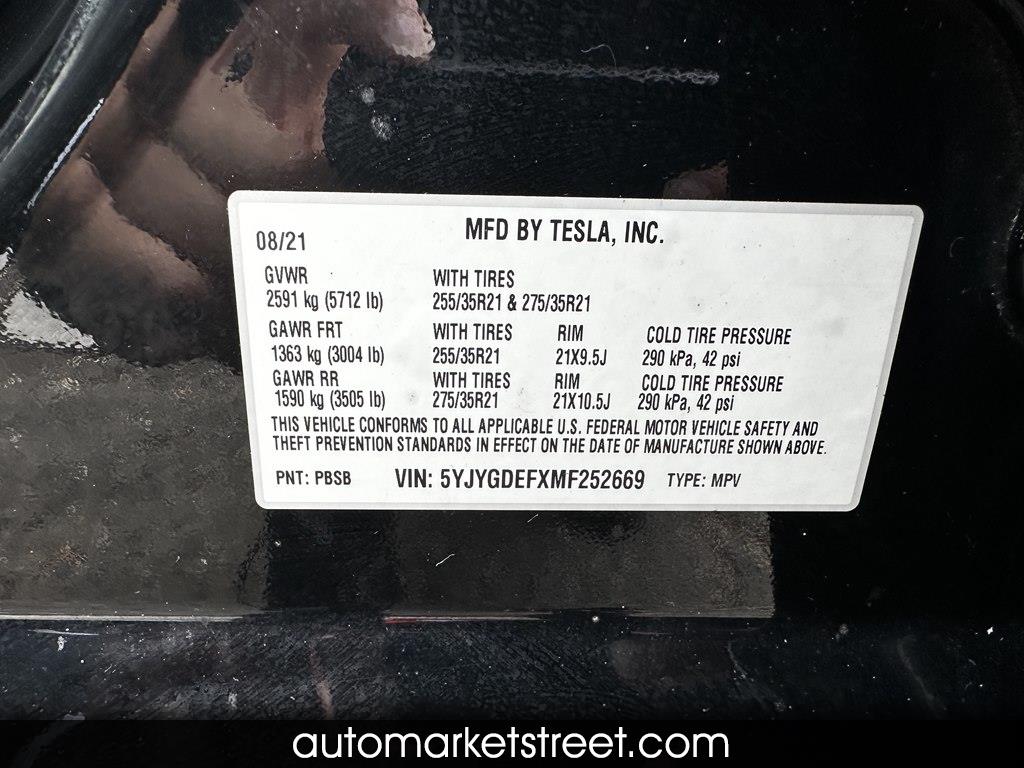 MFD BY TESLA, INC.
08/21
GVWR WITH TIRES
2591 kg (5712 lb) 255/35R21 & 275/35R21
GAWR FRT WITH TIRES RIM COLD TIRE PRESSURE
1363 kg (3004 lb) 255/35R21 21X9.5J 290 kPa, 42 psi
GAWR RR WITH TIRES RIM COLD TIRE PRESSURE
1590 kg (3505 lb) 275/35R21 21X10.5J 290 kPa, 42 psi
THIS VEHICLE CONFORMS TO ALL APPLICABLE U.S. FEDERAL MOTOR VEHICLE SAFETY AND
THEFT PREVENTION STANDARDS IN EFFECT ON THE DATE OF MANUFACTURE SHOWN ABOVE.
PNT: PBSB VIN: 5YJYGDEFXMF252669 TYPE: MPV
automarketstreet.com